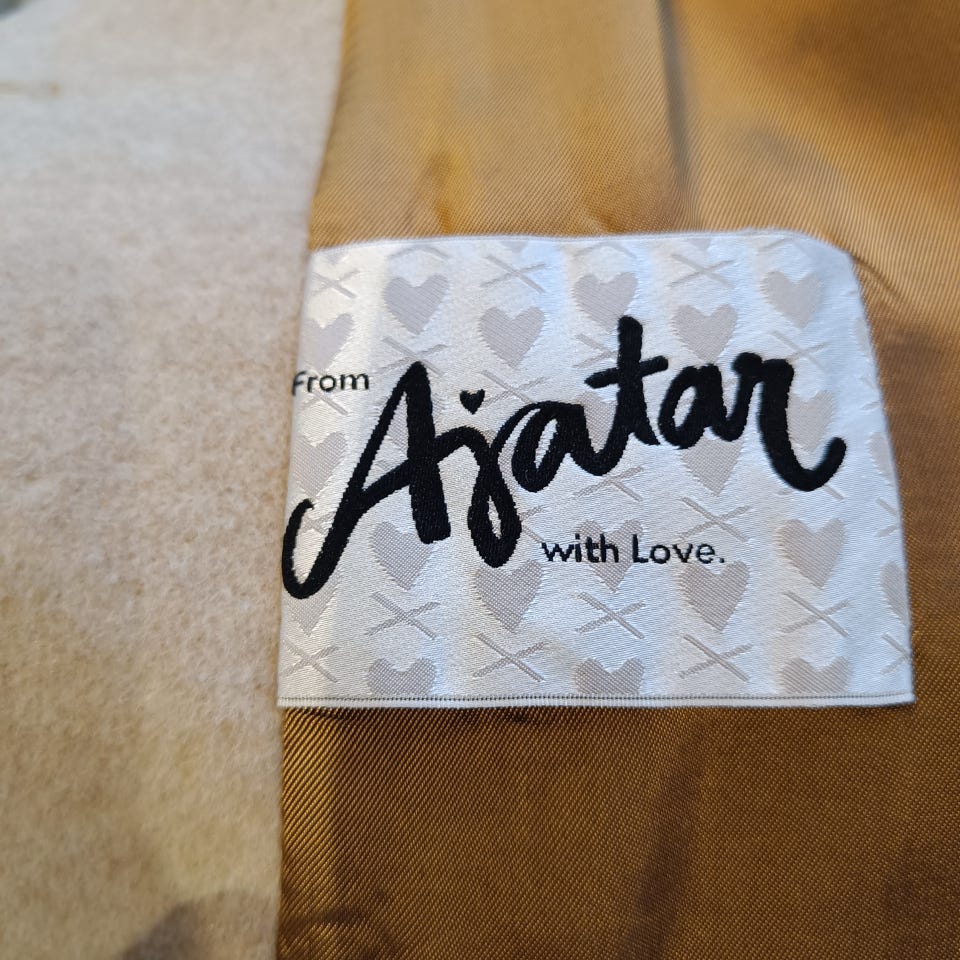 From
Ajatar
with Love.